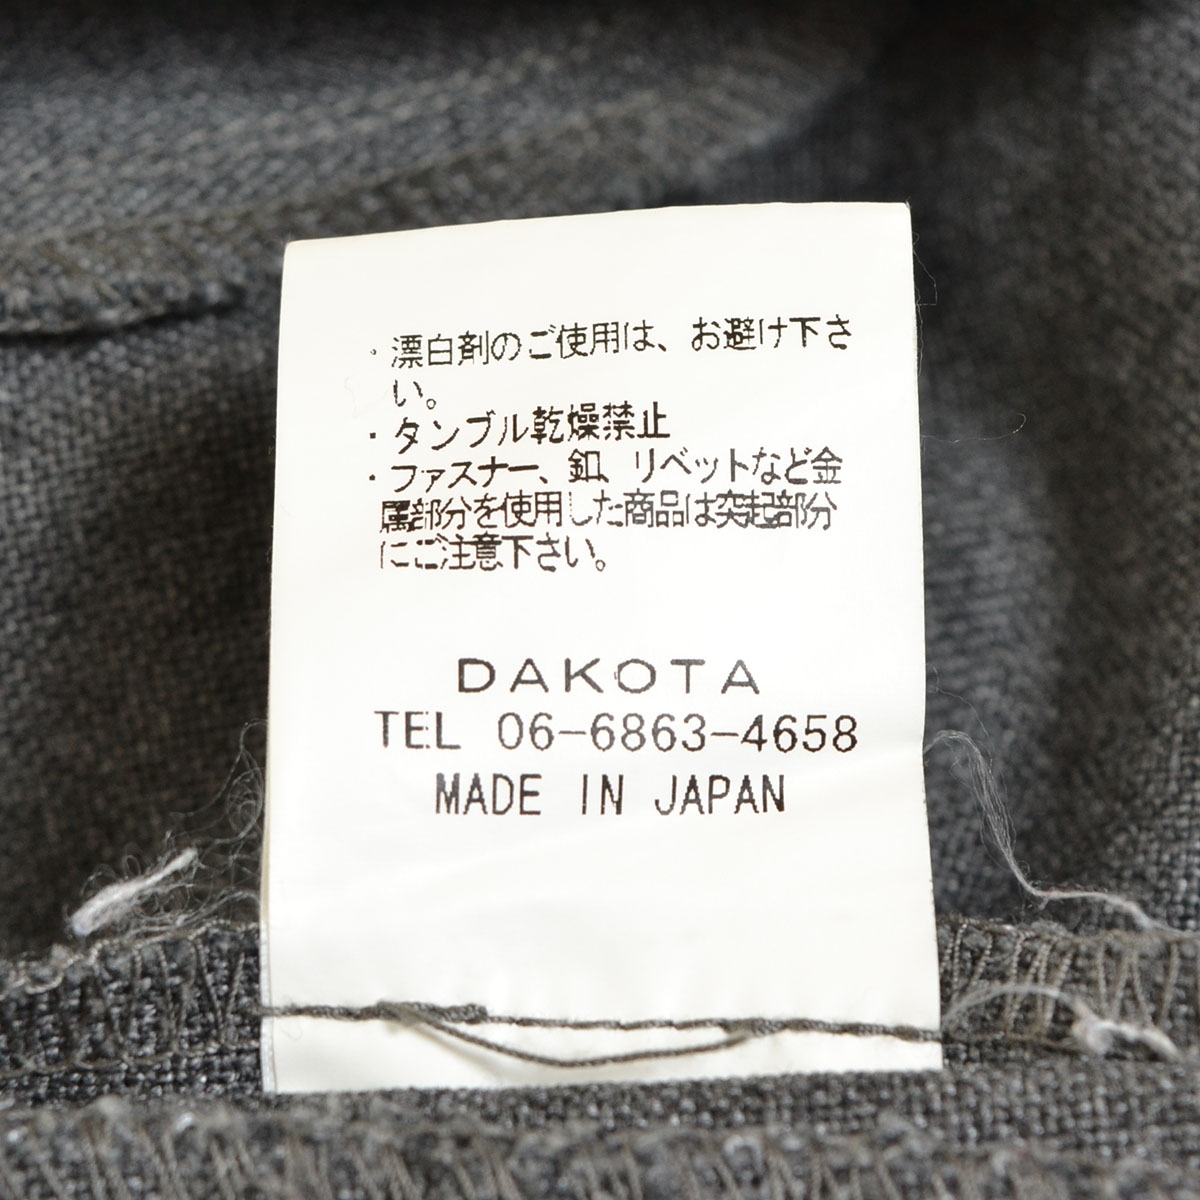 ・漂白剤のご使用は、お避け下さ
い。
・タンブル乾燥禁止
・ファスナー、釦、リベットなど金
属部分を使用した商品は突起部分
にご注意下さい。
DAKOTA
TEL 06-6863-4658
MADE IN JAPAN